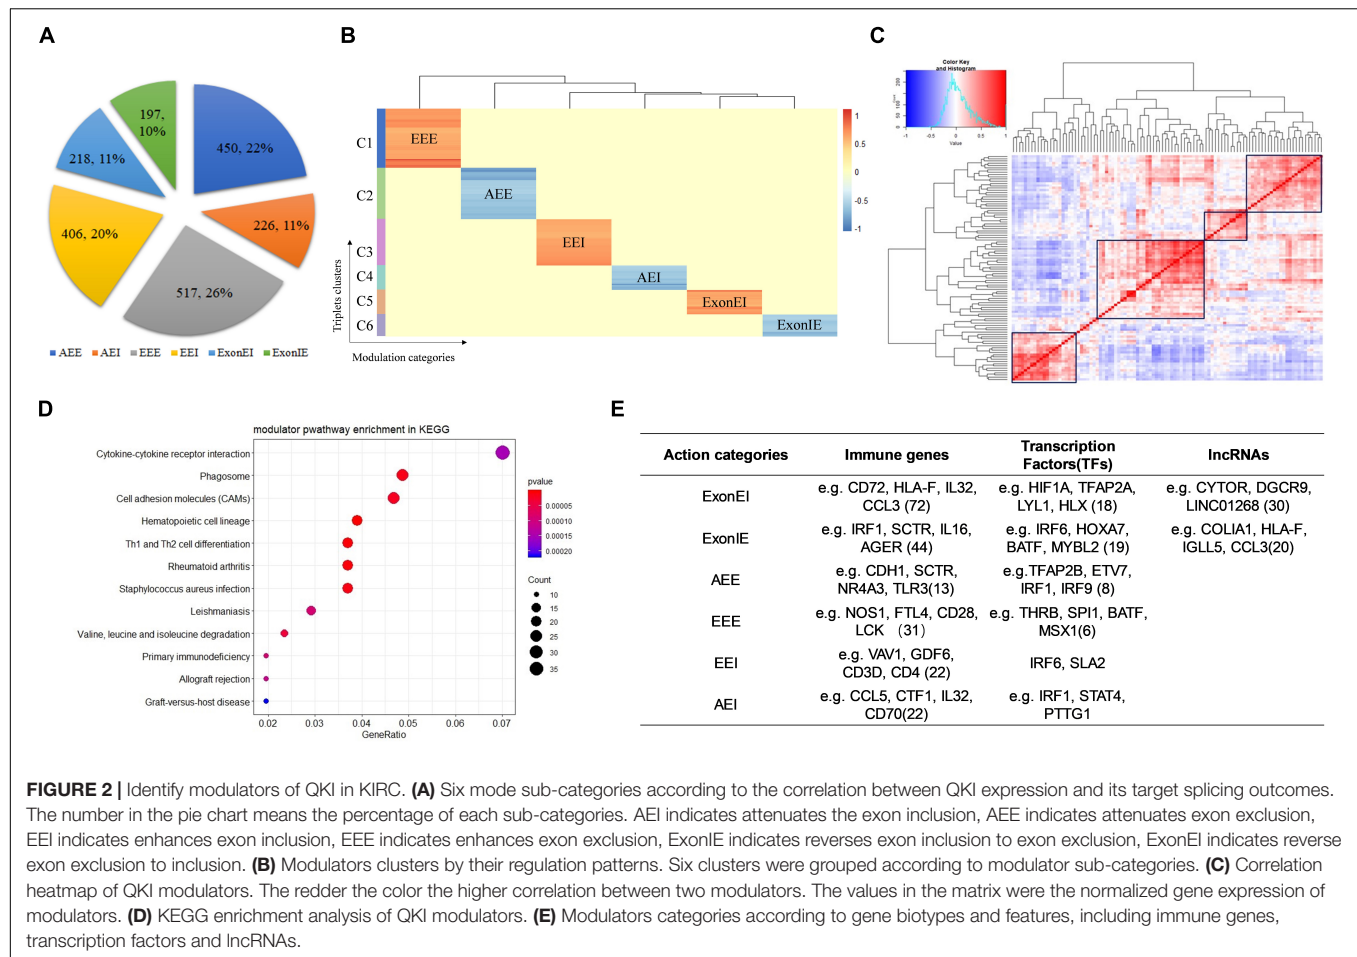 A
450, 22%
226, 11%
517, 26%
406, 20%
218, 11%
197,
10%
AEE AEI EEE EEI ExonEI ExonIE
B
C1
C2
C3
C4
C5
C6
EEE
AEE
EEI
AEI
ExonEI
ExonIE
1
0.5
0
-0.5
-1
Triplets clusters
Modulation categories
C
Color Key
and Histogram
Count
0 50 100 200
-1 -0.5 0 0.5 1
Value
D
modulator pwathway enrichment in KEGG
Cytokine-cytokine receptor interaction
Phagosome
Cell adhesion molecules (CAMs)
Hematopoietic cell lineage
Th1 and Th2 cell differentiation
Rheumatoid arthritis
Staphylococcus aureus infection
Leishmaniasis
Valine, leucine and isoleucine degradation
Primary immunodeficiency
Allograft rejection
Graft-versus-host disease
0.02 0.03 0.04 0.05 0.06 0.07
GeneRatio
pvalue
0.00005
0.00010
0.00015
0.00020
Count
10
15
20
25
30
35
E
Action categories Immune genes Transcription Factors(TFs) lncRNAs
ExonEI e.g. CD72, HLA-F, IL32, e.g. HIF1A, TFAP2A, e.g. CYTOR, DGCR9,
CCL3 (72) LYL1, HLX (18) LINC01268 (30)
ExonIE e.g. IRF1, SCTR, IL16, e.g. IRF6, HOXA7, e.g. COLIA1, HLA-F,
AGER (44) BATF, MYBL2 (19) IGLL5, CCL3(20)
AEE e.g. CDH1, SCTR, e.g.TFAP2B, ETV7,
NR4A3, TLR3(13) IRF1, IRF9 (8)
EEE e.g. NOS1, FTL4, CD28, e.g. THRB, SPI1, BATF,
LCK （31） MSX1(6)
EEI e.g. VAV1, GDF6, IRF6, SLA2
CD3D, CD4 (22)
AEI e.g. CCL5, CTF1, IL32, e.g. IRF1, STAT4,
CD70(22) PTTG1
FIGURE 2 | Identify modulators of QKI in KIRC. (A) Six mode sub-categories according to the correlation between QKI expression and its target splicing outcomes.
The number in the pie chart means the percentage of each sub-categories. AEI indicates attenuates the exon inclusion, AEE indicates attenuates exon exclusion,
EEI indicates enhances exon inclusion, EEE indicates enhances exon exclusion, ExonIE indicates reverses exon inclusion to exon exclusion, ExonEI indicates reverse
exon exclusion to inclusion. (B) Modulators clusters by their regulation patterns. Six clusters were grouped according to modulator sub-categories. (C) Correlation
heatmap of QKI modulators. The redder the color the higher correlation between two modulators. The values in the matrix were the normalized gene expression of
modulators. (D) KEGG enrichment analysis of QKI modulators. (E) Modulators categories according to gene biotypes and features, including immune genes,
transcription factors and lncRNAs.